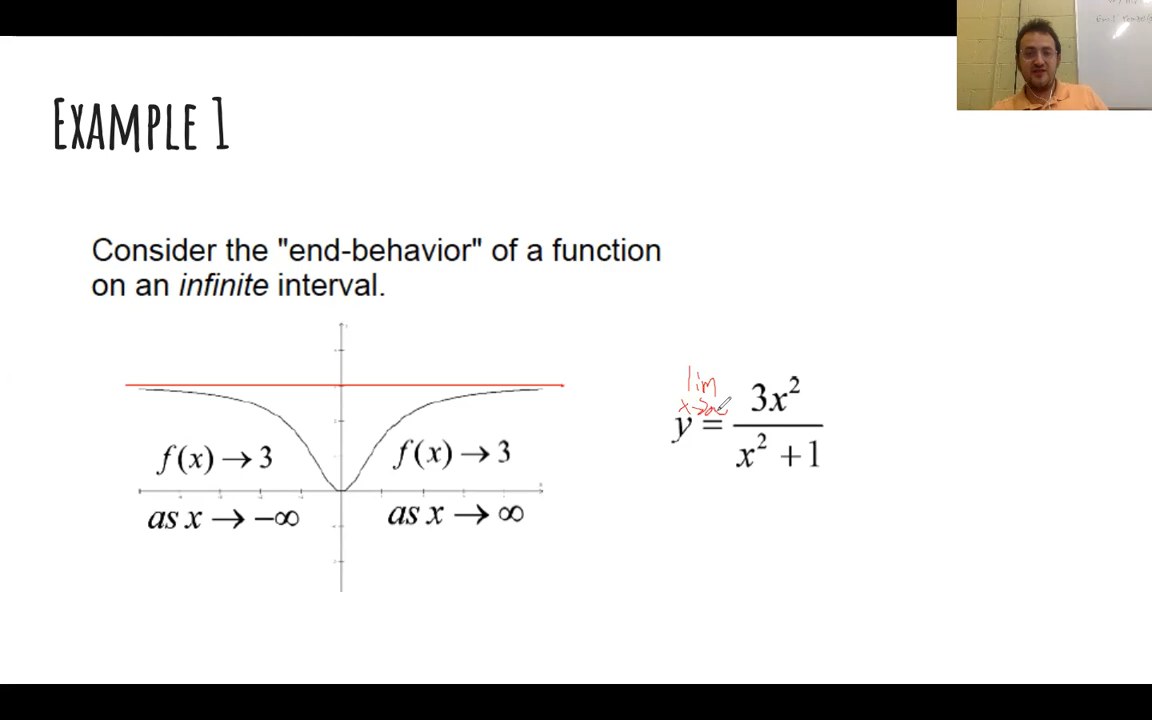 Example 1
Consider the "end-behavior" of a function
on an infinite interval.
f(x) → 3
f(x) → 3
as x → −∞
as x → ∞
lim
x→∞
y = 3x² / x² + 1